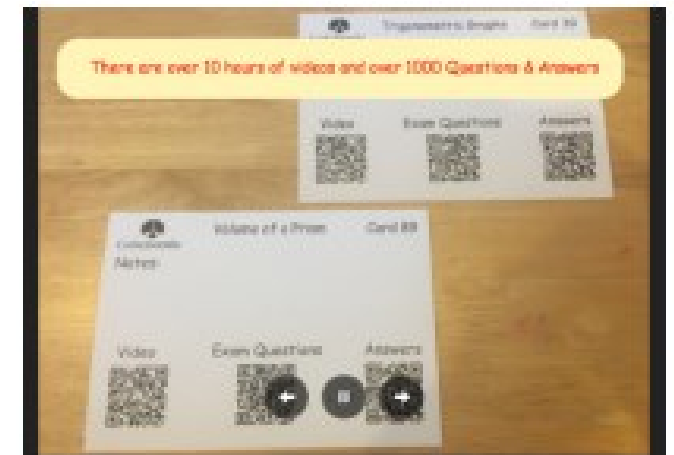 Trigonometric Graphs
There are over 10 hours of videos and over 1000 Questions & Answers
Video Exam Questions Answers
Volume of a Prism Card
Notes
Video Exam Questions Answers